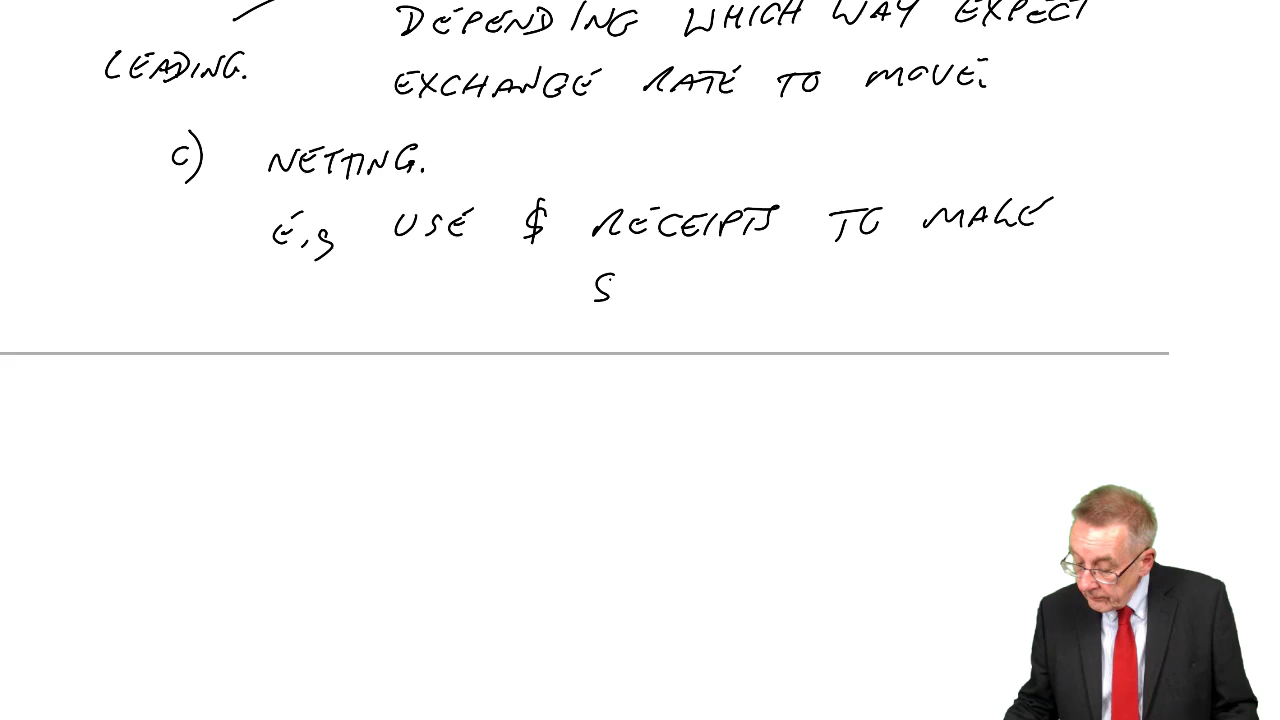 DEPENDING WHICH WAY EXPECT
LEADING. EXCHANGE RATE TO MOVE.
c) NETTING.
E.g USE $ RECEIPTS TO MAKE
S